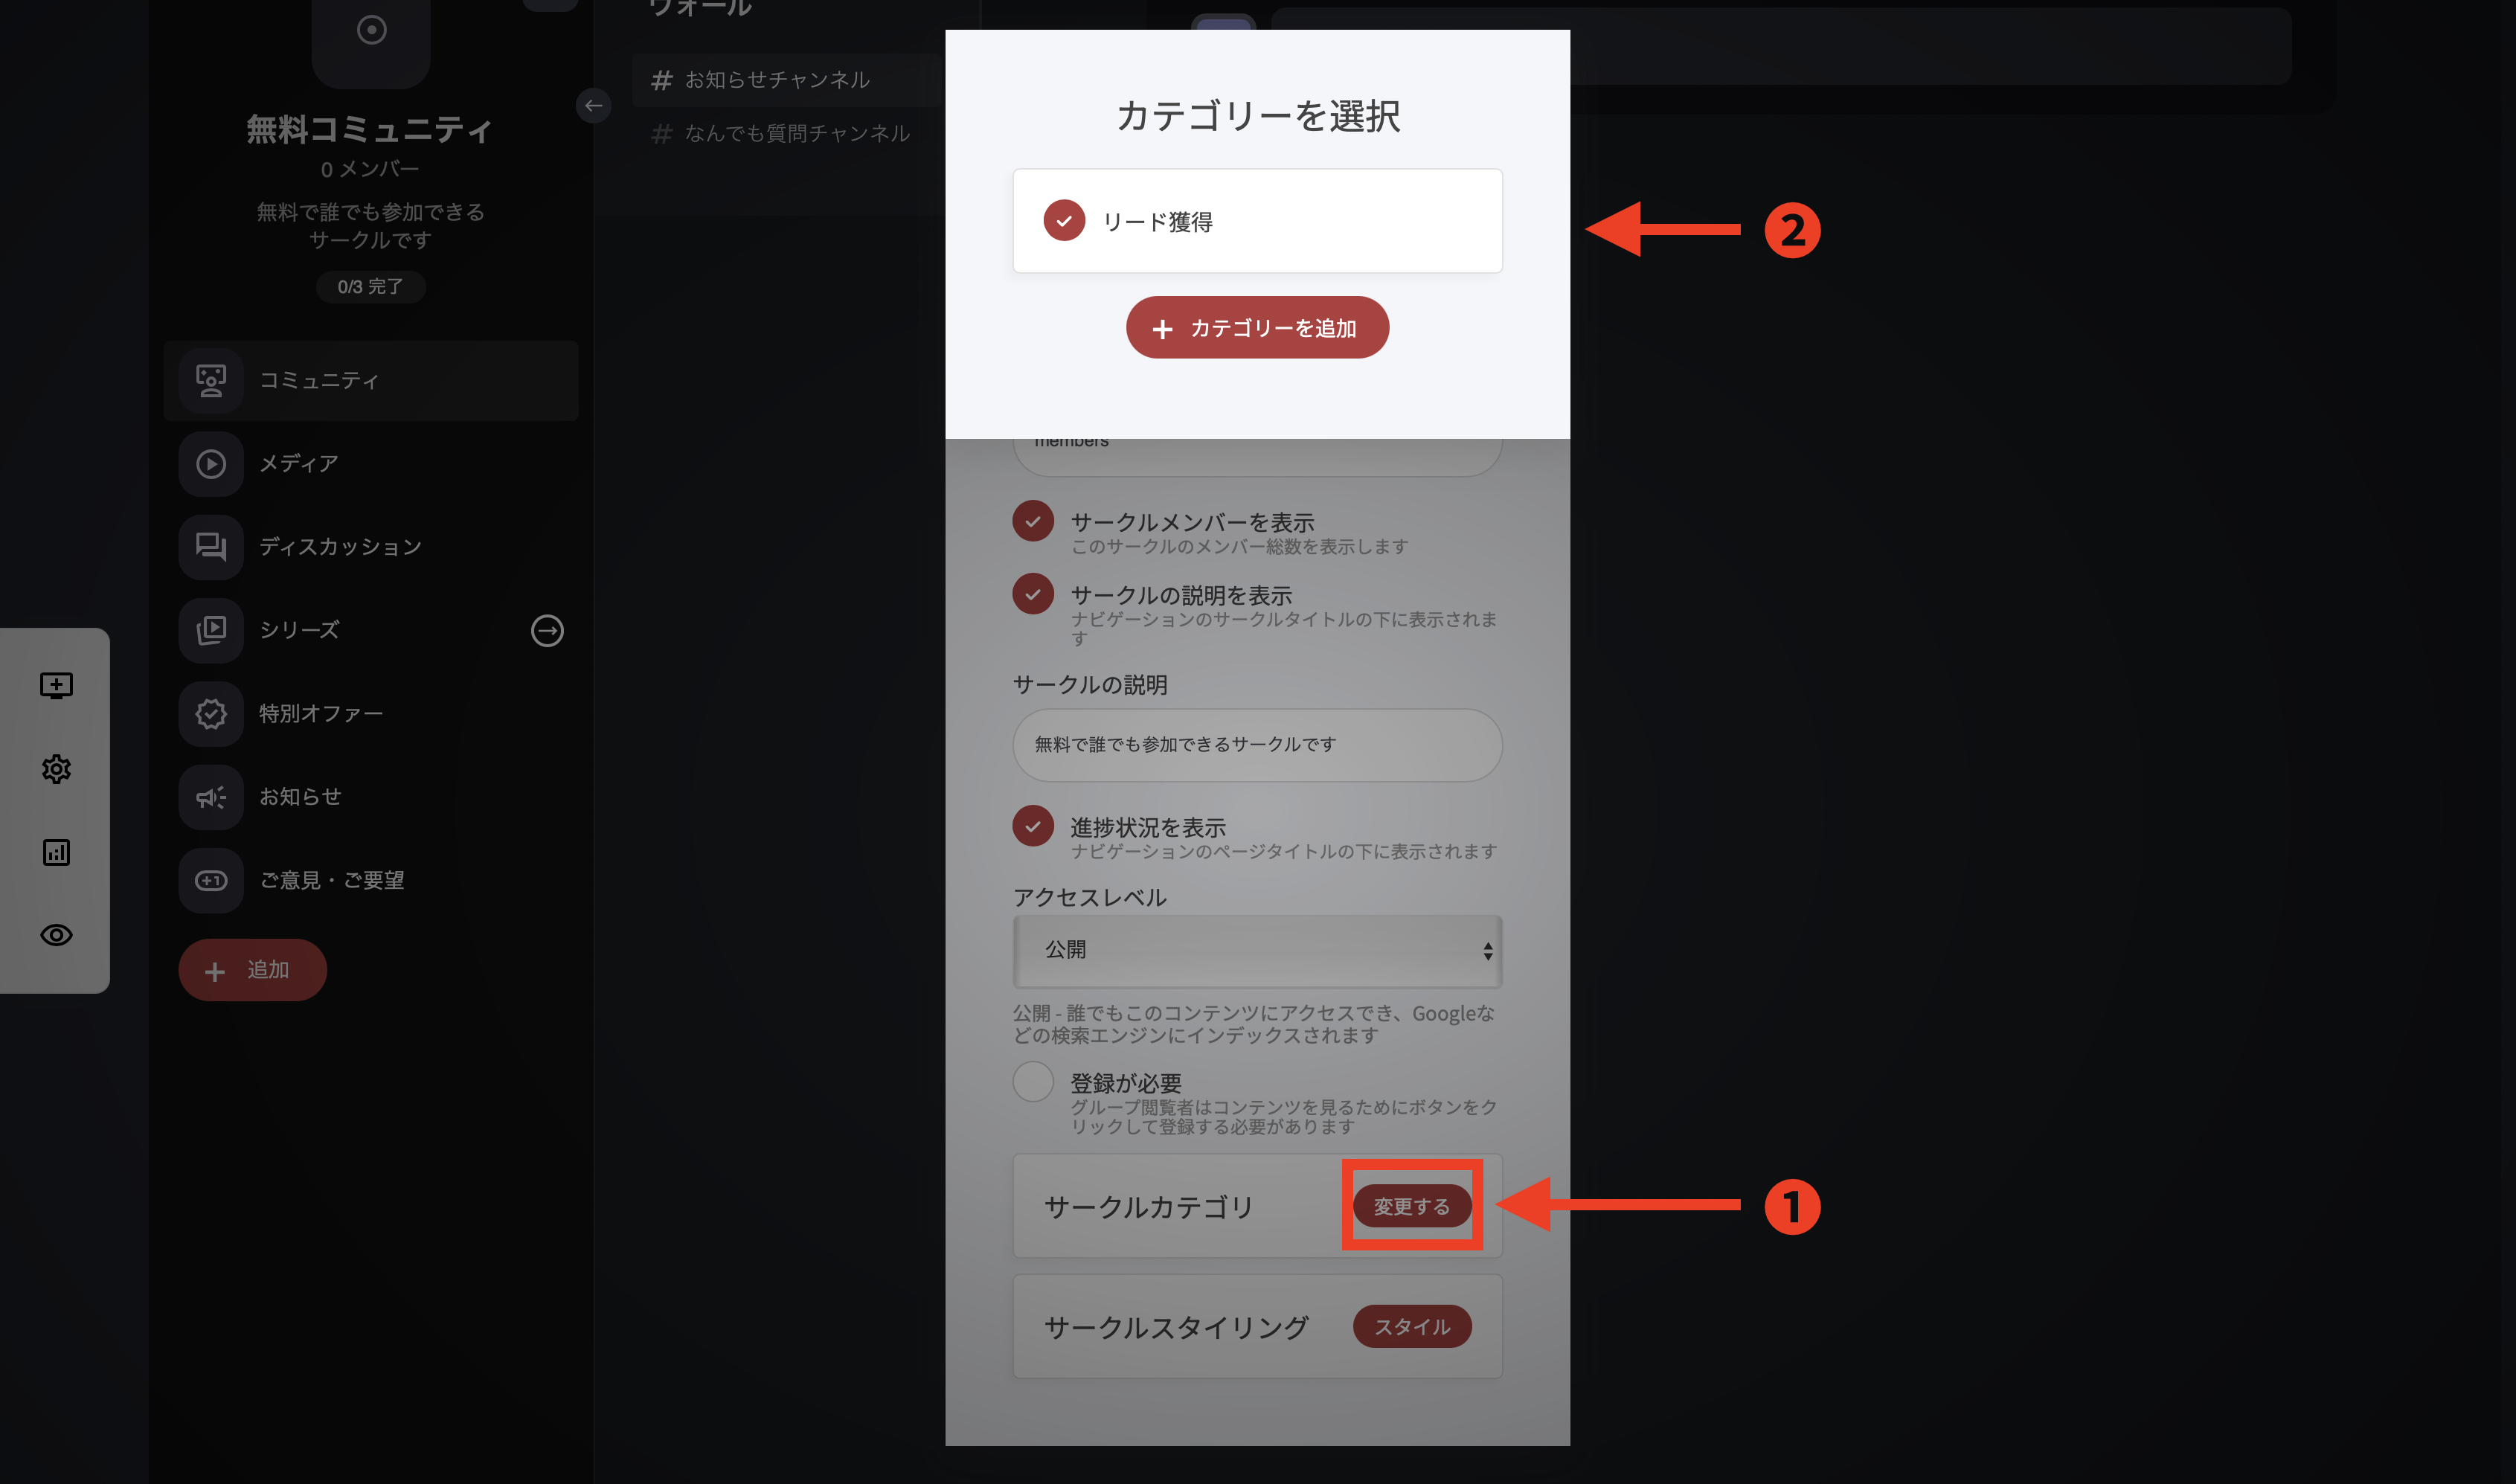 無料コミュニティ
0 メンバー
無料で誰でも参加できる
サークルです
0/3 完了
コミュニティ
メディア
ディスカッション
シリーズ
特別オファー
お知らせ
ご意見・ご要望
+ 追加
ウォール
# お知らせチャンネル
# なんでも質問チャンネル
カテゴリーを選択
リード獲得
+ カテゴリーを追加
members
サークルメンバーを表示
このサークルのメンバー総数を表示します
サークルの説明を表示
ナビゲーションのサークルタイトルの下に表示されま
す
サークルの説明
無料で誰でも参加できるサークルです
進捗状況を表示
ナビゲーションのページタイトルの下に表示されます
アクセスレベル
公開
公開 - 誰でもこのコンテンツにアクセスでき、Googleな
どの検索エンジンにインデックスされます
登録が必要
グループ閲覧者はコンテンツを見るためにボタンをク
リックして登録する必要があります
サークルカテゴリ
変更する
サークルスタイリング
スタイル
2
1